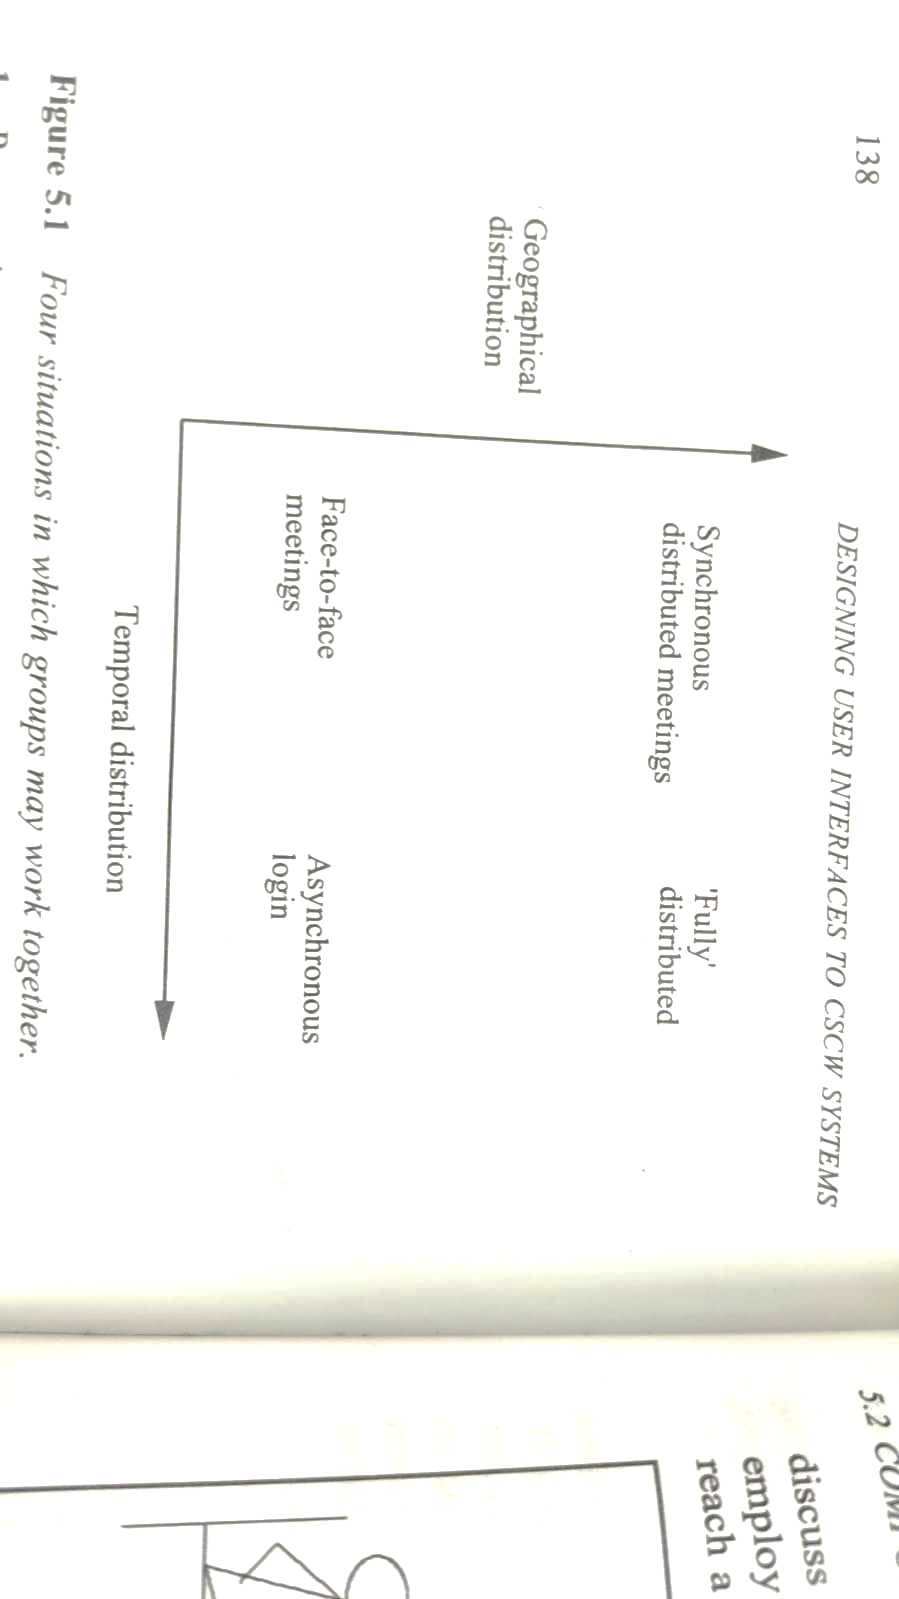 138
DESIGNING USER INTERFACES TO CSCW SYSTEMS
Geographical
distribution
Synchronous
distributed meetings
'Fully'
distributed
Face-to-face
meetings
Asynchronous
login
Temporal distribution
Figure 5.1 Four situations in which groups may work together.
5.2
discuss
employ
reach a